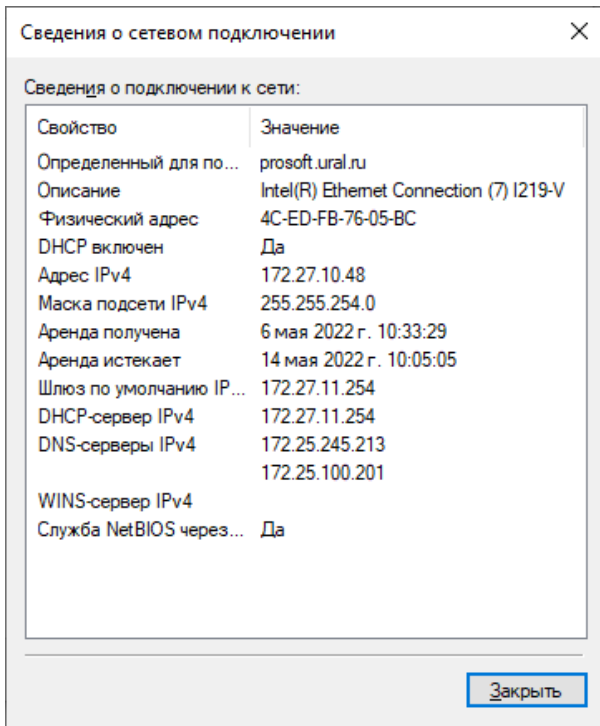 Сведения о сетевом подключении
Сведения о подключении к сети:
Свойство Значение
Определенный для по... prosoft.ural.ru
Описание Intel(R) Ethernet Connection (7) I219-V
Физический адрес 4C-ED-FB-76-05-BC
DHCP включен Да
Адрес IPv4 172.27.10.48
Маска подсети IPv4 255.255.254.0
Аренда получена 6 мая 2022 г. 10:33:29
Аренда истекает 14 мая 2022 г. 10:05:05
Шлюз по умолчанию IP... 172.27.11.254
DHCP-сервер IPv4 172.27.11.254
DNS-серверы IPv4 172.25.245.213
172.25.100.201
WINS-сервер IPv4
Служба NetBIOS через... Да
Закрыть